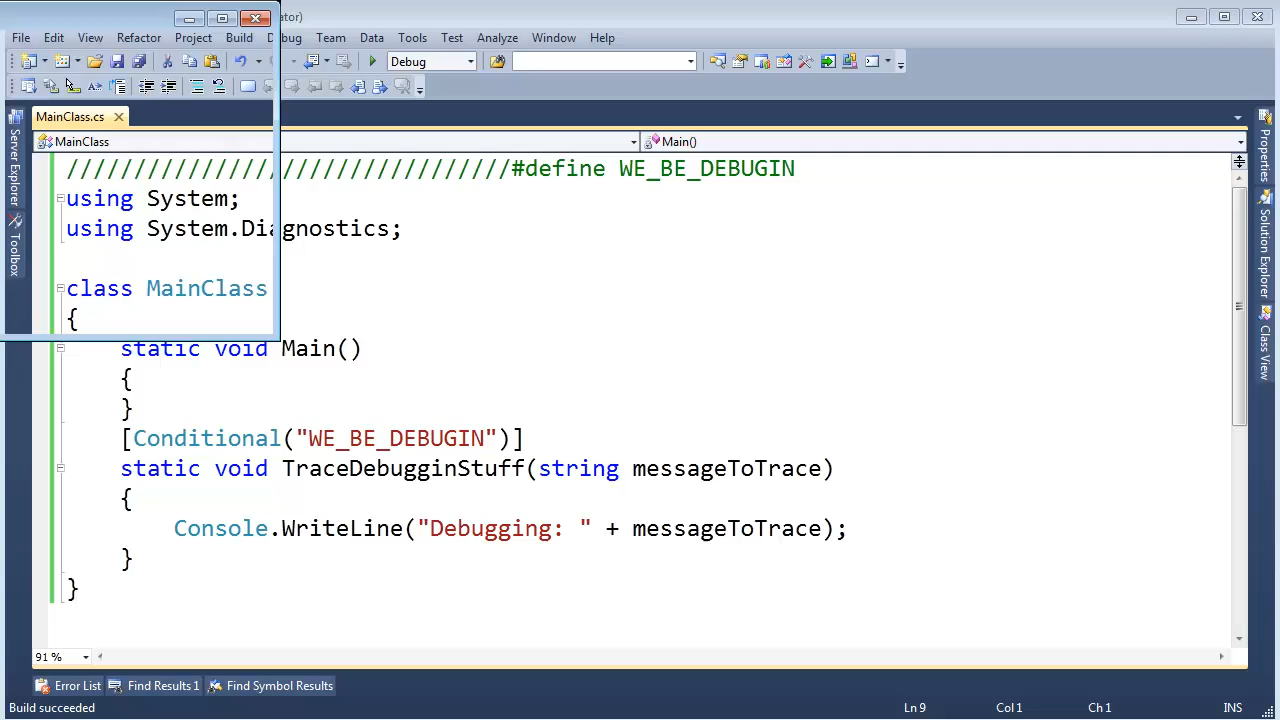 ator)
File Edit View Refactor Project Build Debug Team Data Tools Test Analyze Window Help
Debug
MainClass.cs
MainClass Main()
Server Explorer
Toolbox
Properties
Solution Explorer
Class View
/////////////////////////////////#define WE_BE_DEBUGIN
using System;
using System.Diagnostics;
class MainClass
{
static void Main()
{
}
[Conditional("WE_BE_DEBUGIN")]
static void TraceDebugginStuff(string messageToTrace)
{
Console.WriteLine("Debugging: " + messageToTrace);
}
}
91 %
Error List Find Results 1 Find Symbol Results
Build succeeded Ln 9 Col 1 Ch 1 INS